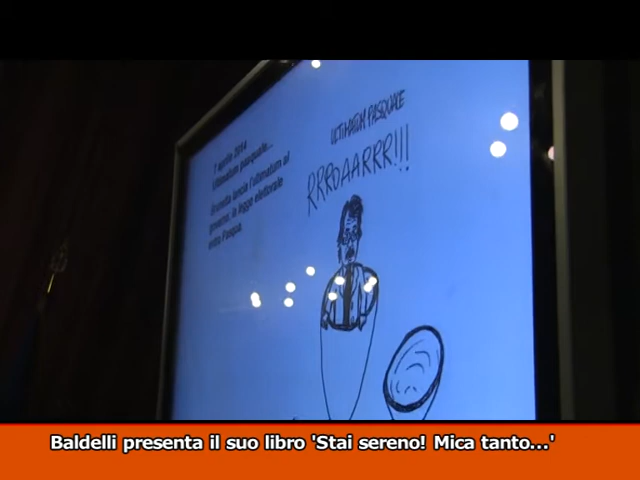 7 aprile 2014
Ultimatum pasquale...
Brunetta lancia l'ultimatum al
governo: la legge elettorale
entro Pasqua.
ULTIMATUM PASQUALE
RRROAARRR!!!
Baldelli presenta il suo libro 'Stai sereno! Mica tanto...'